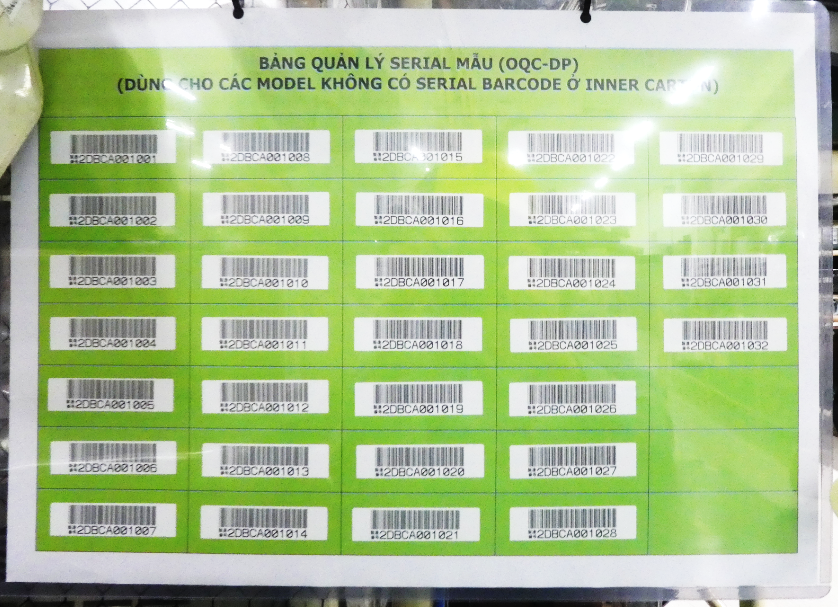 BẢNG QUẢN LÝ SERIAL MẪU (OQC-DP)
(DÙNG CHO CÁC MODEL KHÔNG CÓ SERIAL BARCODE Ở INNER CARTON)
2DBCA001001 2DBCA001008 2DBCA001015 2DBCA001022 2DBCA001029
2DBCA001002 2DBCA001009 2DBCA001016 2DBCA001023 2DBCA001030
2DBCA001003 2DBCA001010 2DBCA001017 2DBCA001024 2DBCA001031
2DBCA001004 2DBCA001011 2DBCA001018 2DBCA001025 2DBCA001032
2DBCA001005 2DBCA001012 2DBCA001019 2DBCA001026
2DBCA001006 2DBCA001013 2DBCA001020 2DBCA001027
2DBCA001007 2DBCA001014 2DBCA001021 2DBCA001028